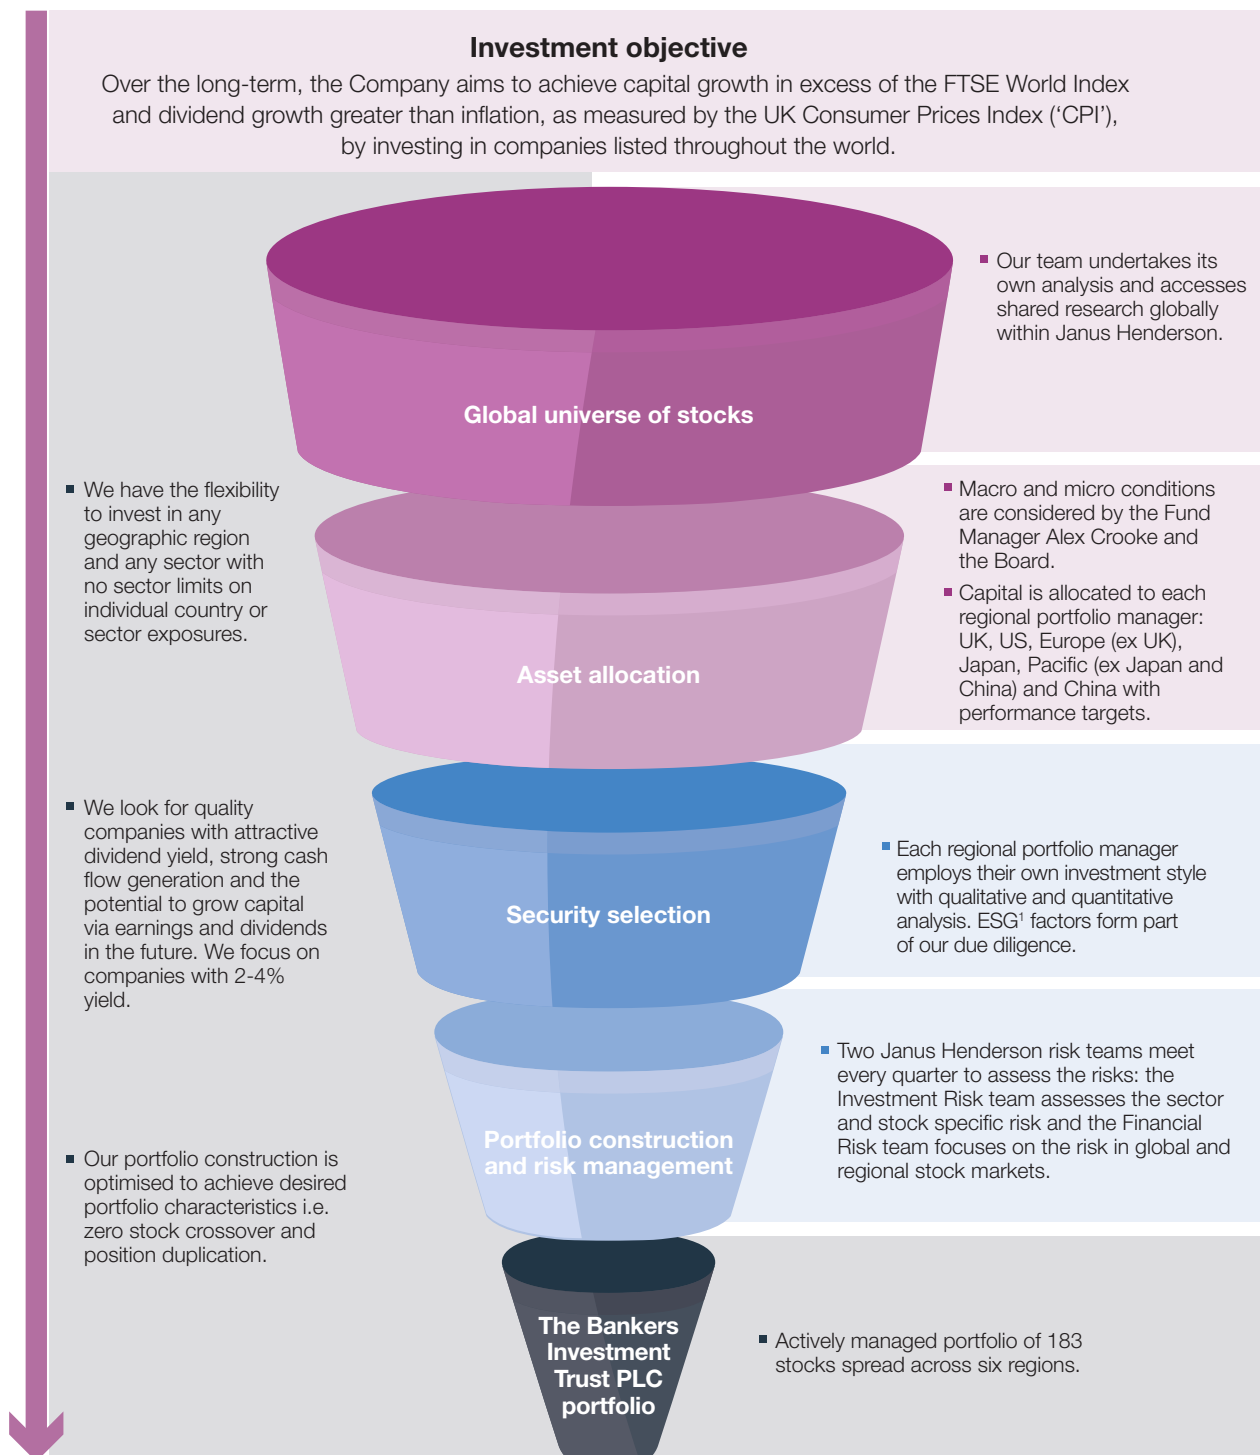 Investment objective
Over the long-term, the Company aims to achieve capital growth in excess of the FTSE World Index
and dividend growth greater than inflation, as measured by the UK Consumer Prices Index (‘CPI’),
by investing in companies listed throughout the world.
Our team undertakes its
own analysis and accesses
shared research globally
within Janus Henderson.
Global universe of stocks
We have the flexibility
to invest in any
geographic region
and any sector with
no sector limits on
individual country or
sector exposures.
Macro and micro conditions
are considered by the Fund
Manager Alex Crooke and
the Board.
Capital is allocated to each
regional portfolio manager:
UK, US, Europe (ex UK),
Japan, Pacific (ex Japan and
China) and China with
performance targets.
Asset allocation
We look for quality
companies with attractive
dividend yield, strong cash
flow generation and the
potential to grow capital
via earnings and dividends
in the future. We focus on
companies with 2-4%
yield.
Security selection
Each regional portfolio manager
employs their own investment style
with qualitative and quantitative
analysis. ESG¹ factors form part
of our due diligence.
Two Janus Henderson risk teams meet
every quarter to assess the risks: the
Investment Risk team assesses the sector
and stock specific risk and the Financial
Risk team focuses on the risk in global and
regional stock markets.
Portfolio construction
and risk management
Our portfolio construction is
optimised to achieve desired
portfolio characteristics i.e.
zero stock crossover and
position duplication.
The Bankers
Investment
Trust PLC
portfolio
Actively managed portfolio of 183
stocks spread across six regions.